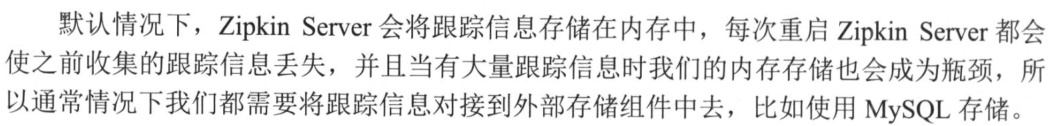 默认情况下，Zipkin Server 会将跟踪信息存储在内存中，每次重启 Zipkin Server 都会
使之前收集的跟踪信息丢失，并且当有大量跟踪信息时我们的内存存储也会成为瓶颈，所
以通常情况下我们都需要将跟踪信息对接到外部存储组件中去，比如使用 MySQL 存储。